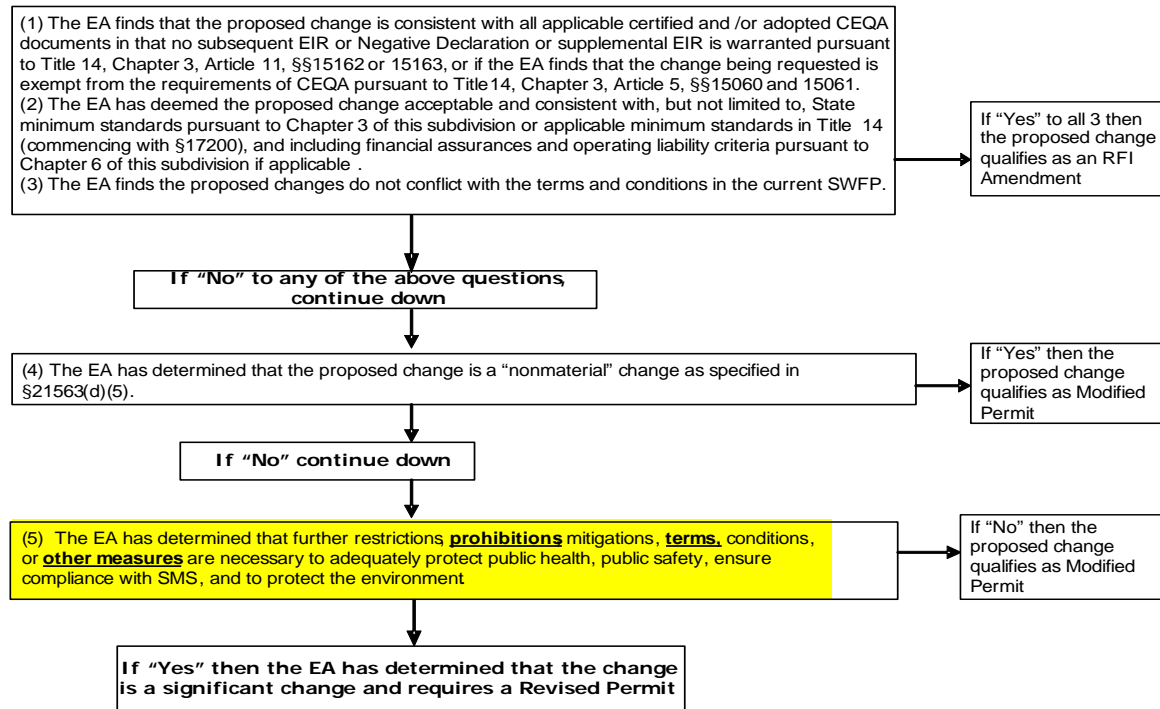 (1) The EA finds that the proposed change is consistent with all applicable certified and /or adopted CEQA
documents in that no subsequent EIR or Negative Declaration or supplemental EIR is warranted pursuant
to Title 14, Chapter 3, Article 11, §§15162 or 15163, or if the EA finds that the change being requested is
exempt from the requirements of CEQA pursuant to Title14, Chapter 3, Article 5, §§15060 and 15061.
(2) The EA has deemed the proposed change acceptable and consistent with, but not limited to, State
minimum standards pursuant to Chapter 3 of this subdivision or applicable minimum standards in Title 14
(commencing with §17200), and including financial assurances and operating liability criteria pursuant to
Chapter 6 of this subdivision if applicable .
(3) The EA finds the proposed changes do not conflict with the terms and conditions in the current SWFP.
If "Yes" to all 3 then
the proposed change
qualifies as an RFI
Amendment
If "No" to any of the above questions,
continue down
(4) The EA has determined that the proposed change is a "nonmaterial" change as specified in
§21563(d)(5).
If "Yes" then the
proposed change
qualifies as Modified
Permit
If "No" continue down
(5) The EA has determined that further restrictions, prohibitions, mitigations, terms, conditions,
or other measures are necessary to adequately protect public health, public safety, ensure
compliance with SMS, and to protect the environment
If "No" then the
proposed change
qualifies as Modified
Permit
If "Yes" then the EA has determined that the change
is a significant change and requires a Revised Permit